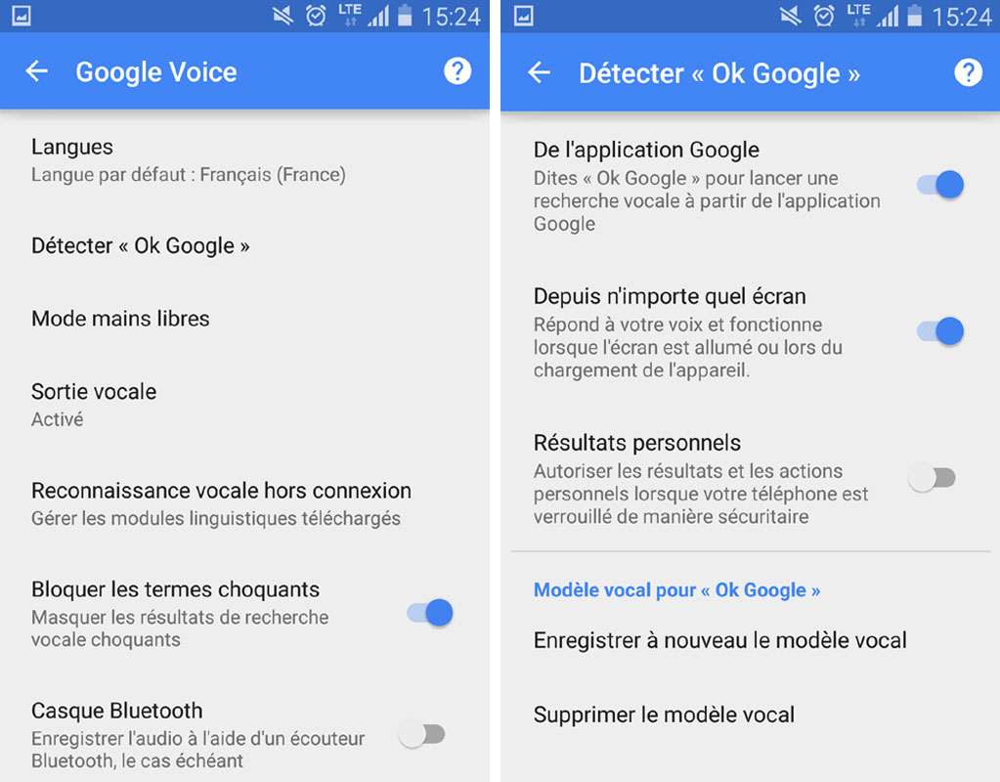 LTE 15:24
Google Voice
Langues
Langue par défaut : Français (France)
Détecter « Ok Google »
Mode mains libres
Sortie vocale
Activé
Reconnaissance vocale hors connexion
Gérer les modules linguistiques téléchargés
Bloquer les termes choquants
Masquer les résultats de recherche
vocale choquants
Casque Bluetooth
Enregistrer l'audio à l'aide d'un écouteur
Bluetooth, le cas échéant
LTE 15:24
Détecter « Ok Google »
De l'application Google
Dites « Ok Google » pour lancer une
recherche vocale à partir de l'application
Google
Depuis n'importe quel écran
Répond à votre voix et fonctionne
lorsque l'écran est allumé ou lors du
chargement de l'appareil.
Résultats personnels
Autoriser les résultats et les actions
personnels lorsque votre téléphone est
verrouillé de manière sécuritaire
Modèle vocal pour « Ok Google »
Enregistrer à nouveau le modèle vocal
Supprimer le modèle vocal